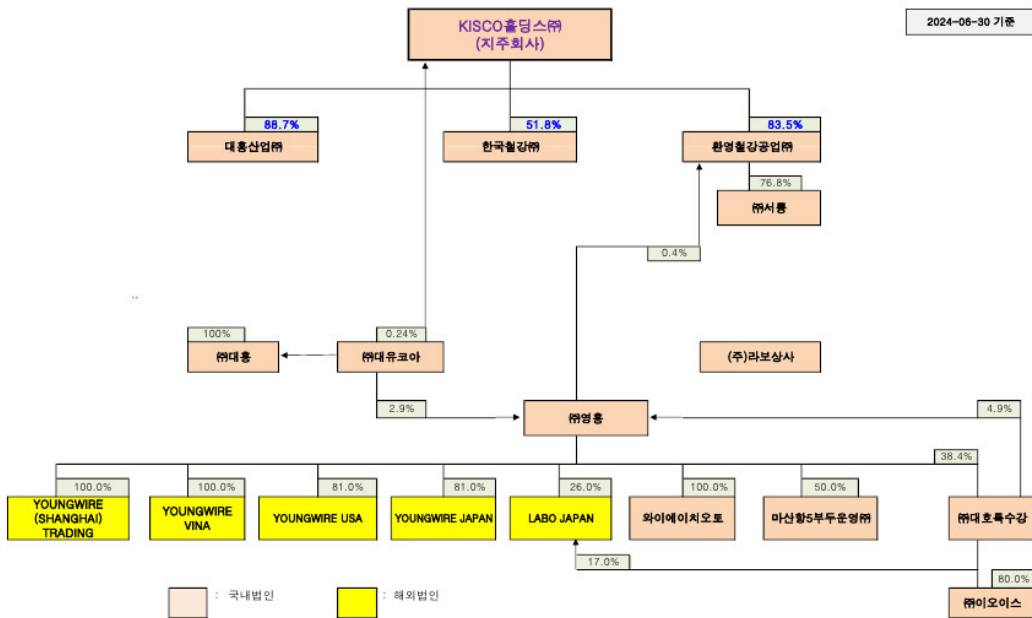 KISCO홀딩스㈜
(지주회사)
2024-06-30 기준
88.7%
51.8%
83.5%
대흥산업㈜
한국철강㈜
환영철강공업㈜
76.8%
㈜서륭
0.4%
``
100%
0.24%
㈜대흥
㈜대유코아
(주)라보상사
2.9%
㈜영흥
4.9%
38.4%
100.0%
100.0%
81.0%
81.0%
26.0%
100.0%
50.0%
YOUNGWIRE
(SHANGHAI)
TRADING
YOUNGWIRE
VINA
YOUNGWIRE USA
YOUNGWIRE JAPAN
LABO JAPAN
와이에이치오토
마산항5부두운영㈜
㈜대호특수강
17.0%
80.0%
㈜이오이스
: 국내법인
: 해외법인